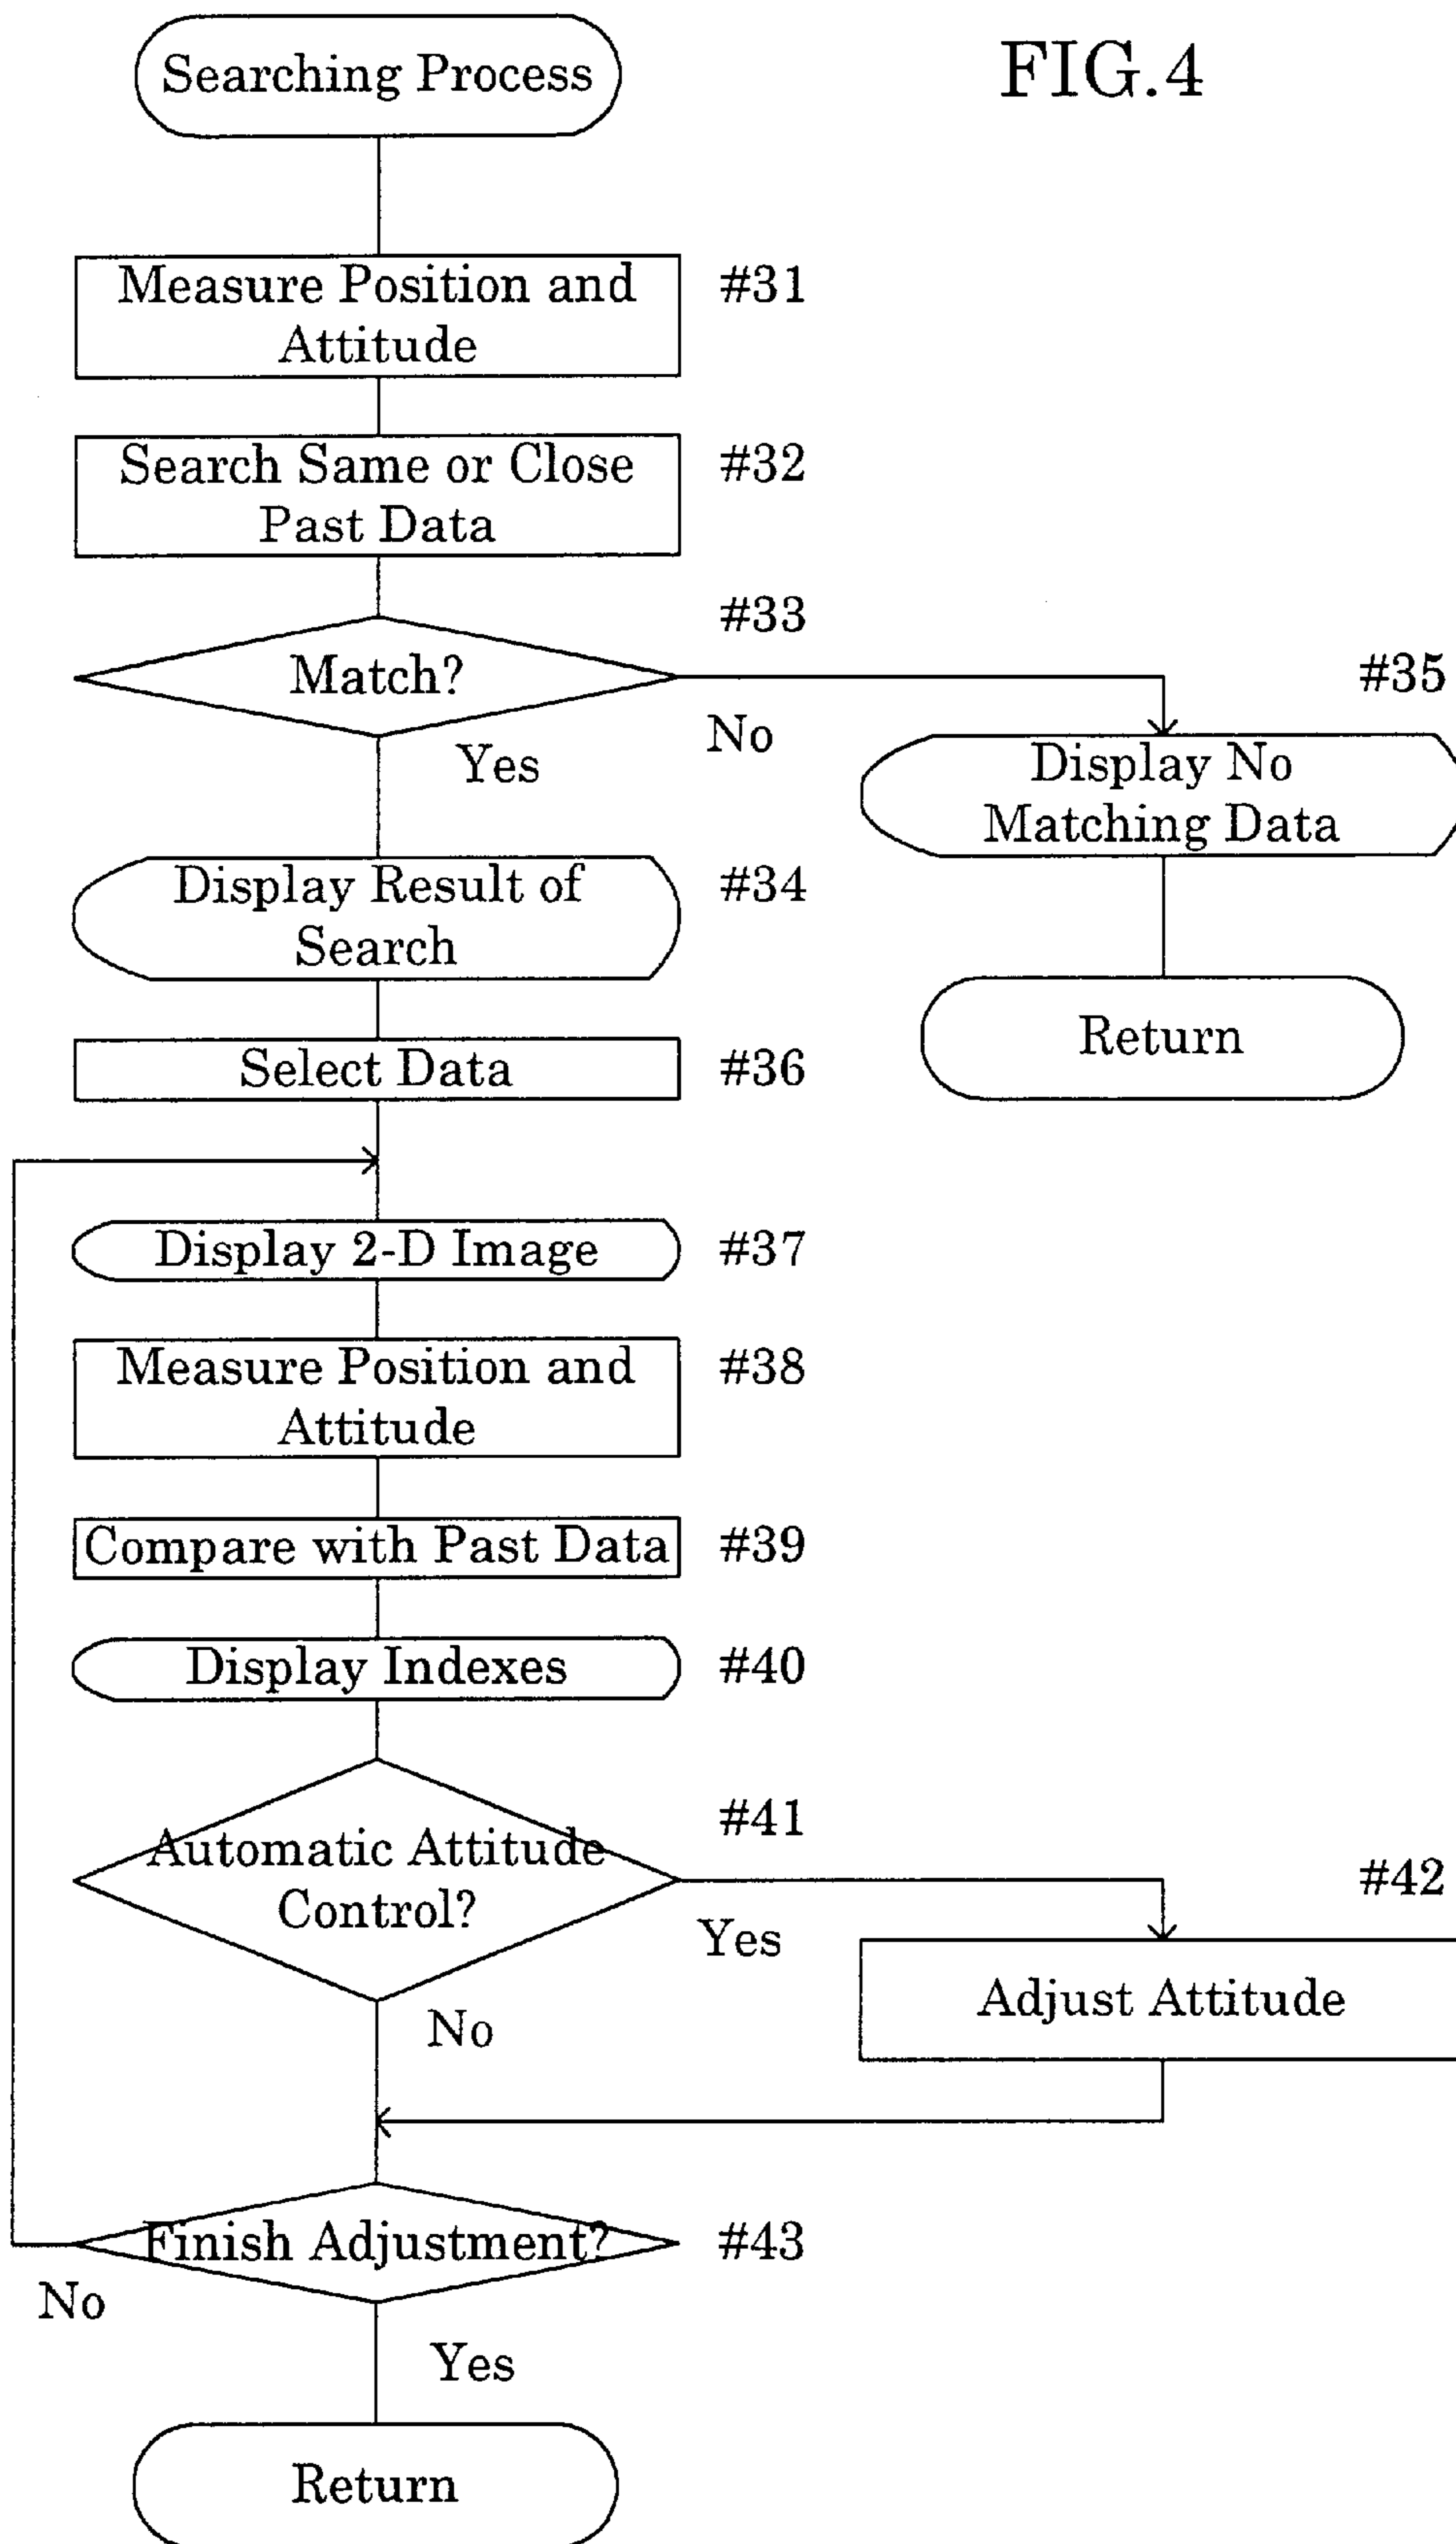 FIG.4
Searching Process
Measure Position and
Attitude
#31
Search Same or Close
Past Data
#32
Match?
#33
No
Yes
#35
Display No
Matching Data
Return
Display Result of
Search
#34
Select Data
#36
Display 2-D Image
#37
Measure Position and
Attitude
#38
Compare with Past Data
#39
Display Indexes
#40
Automatic Attitude
Control?
#41
Yes
No
#42
Adjust Attitude
Finish Adjustment?
#43
No
Yes
Return